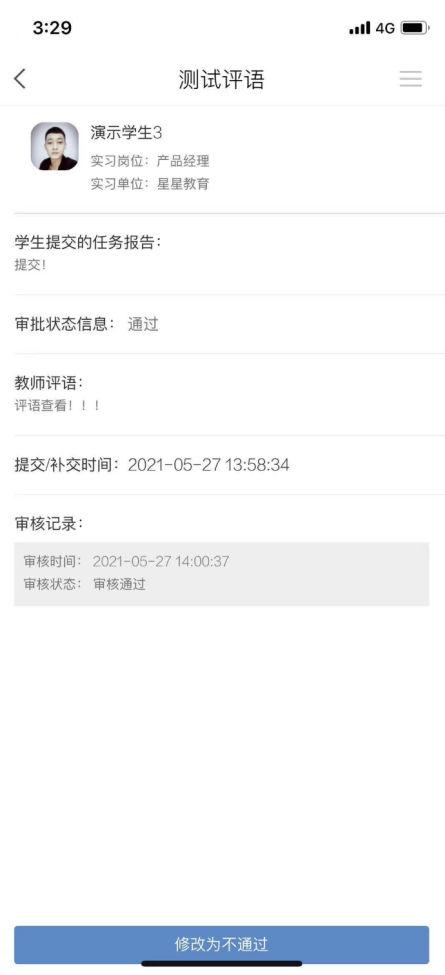 3:29
4G
测试评语
演示学生3
实习岗位：产品经理
实习单位：星星教育
学生提交的任务报告：
提交！
审批状态信息： 通过
教师评语：
评语查看！！！
提交/补交时间：2021-05-27 13:58:34
审核记录：
审核时间： 2021-05-27 14:00:37
审核状态： 审核通过
修改为不通过